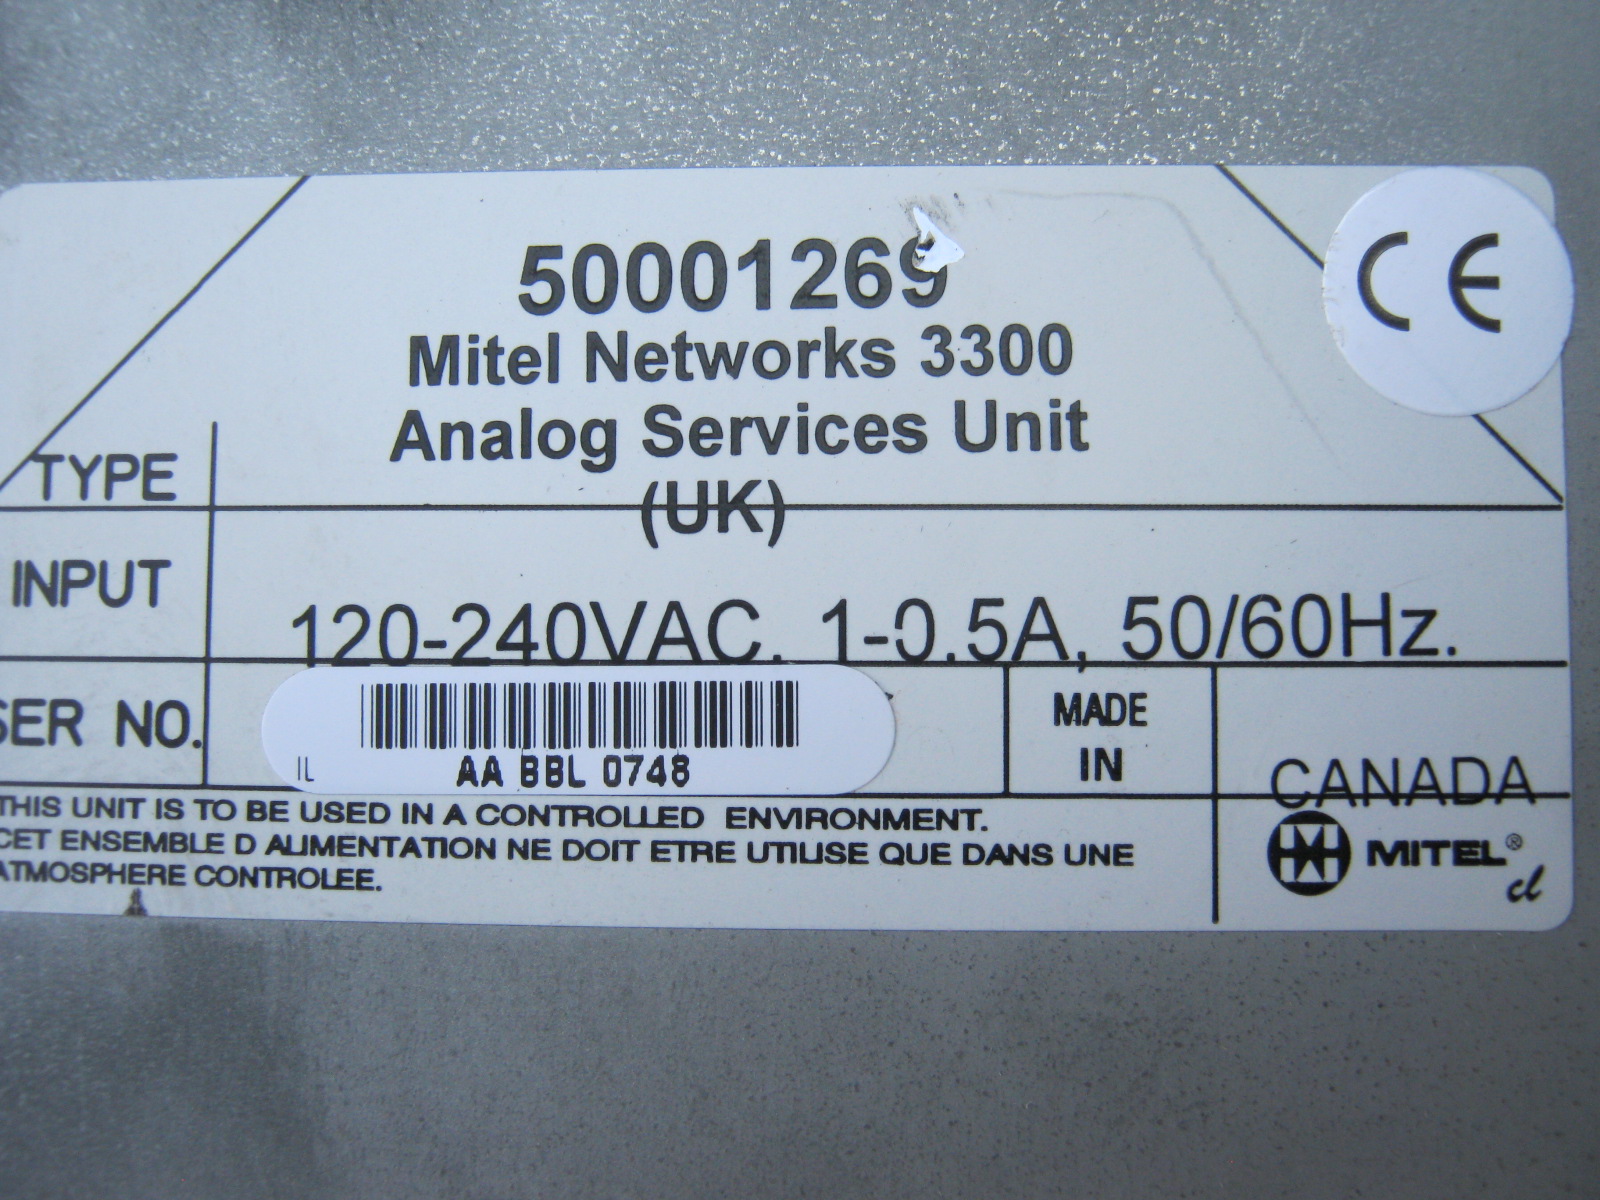 50001269
Mitel Networks 3300
Analog Services Unit
(UK)
CE
TYPE
INPUT
120-240VAC, 1-0.5A, 50/60Hz.
SER NO.
IL
AA BBL 0748
MADE
IN
CANADA
THIS UNIT IS TO BE USED IN A CONTROLLED ENVIRONMENT.
CET ENSEMBLE D ALIMENTATION NE DOIT ETRE UTILISE QUE DANS UNE
ATMOSPHERE CONTROLEE.
MITEL®
cl